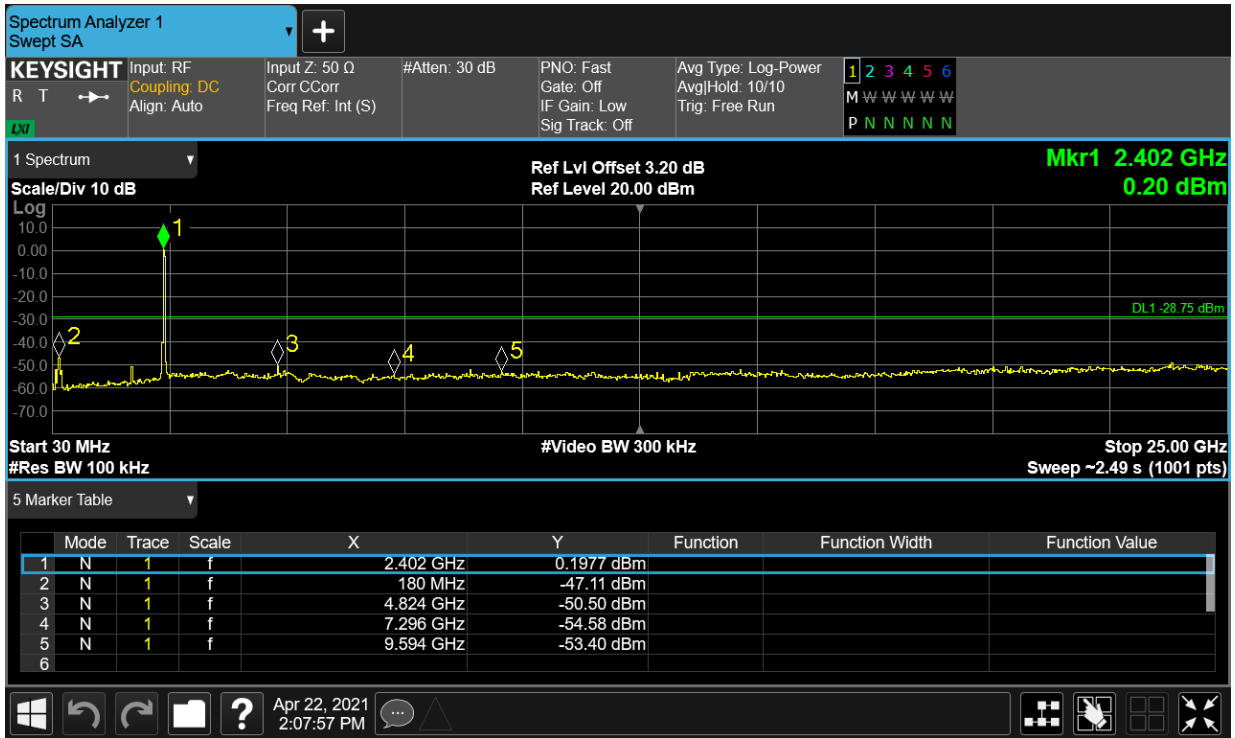 Spectrum Analyzer 1
Swept SA
KEYSIGHT
R T
LXI
Input: RF
Coupling: DC
Align: Auto
Input Z: 50 Ω
Corr CCorr
Freq Ref: Int (S)
#Atten: 30 dB
PNO: Fast
Gate: Off
IF Gain: Low
Sig Track: Off
Avg Type: Log-Power
Avg|Hold: 10/10
Trig: Free Run
1 2 3 4 5 6
M W W W W W
P N N N N N
1 Spectrum
Scale/Div 10 dB
Ref Lvl Offset 3.20 dB
Ref Level 20.00 dBm
Mkr1 2.402 GHz
0.20 dBm
Log
10.0
0.00
-10.0
-20.0
-30.0
-40.0
-50.0
-60.0
-70.0
1
2
3
4
5
DL1 -28.75 dBm
Start 30 MHz
#Res BW 100 kHz
#Video BW 300 kHz
Stop 25.00 GHz
Sweep ~2.49 s (1001 pts)
5 Marker Table
Mode Trace Scale X Y Function Function Width Function Value
1 N 1 f 2.402 GHz 0.1977 dBm
2 N 1 f 180 MHz -47.11 dBm
3 N 1 f 4.824 GHz -50.50 dBm
4 N 1 f 7.296 GHz -54.58 dBm
5 N 1 f 9.594 GHz -53.40 dBm
6
?
Apr 22, 2021
2:07:57 PM